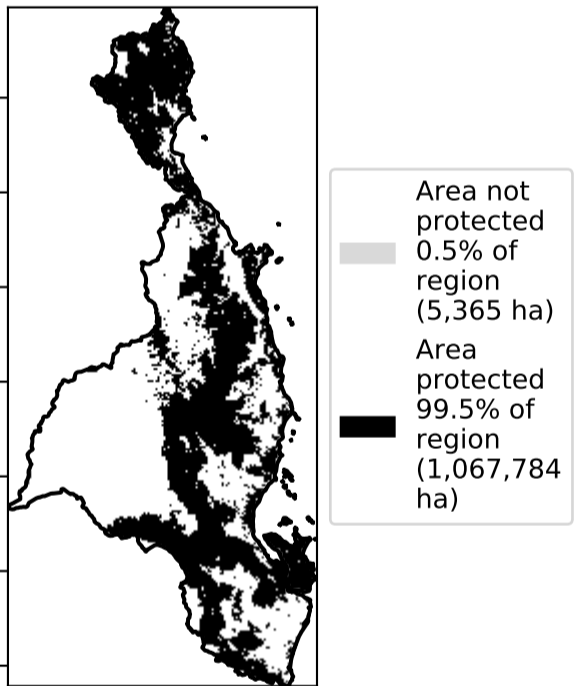 Area not
protected
0.5% of
region
(5,365 ha)
Area
protected
99.5% of
region
(1,067,784
ha)